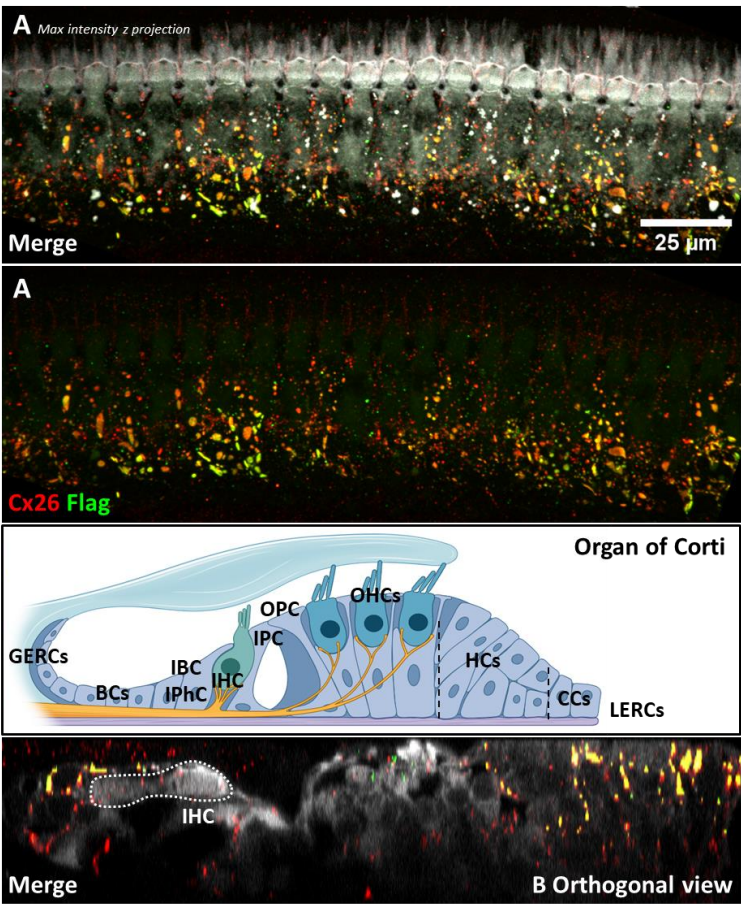 A Max intensity z projection
Merge
25 µm
A
Cx26 Flag
Organ of Corti
OHCs
OPC
IPC
GERCs
HCs
IBC
IHC
BCs
IPhC
CCs
LERCs
IHC
Merge
B Orthogonal view